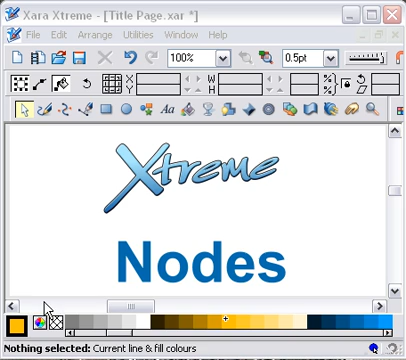 Xara Xtreme - [Title Page.xar *]
File Edit Arrange Utilities Window Help
100% 0.5pt
X W %
Y H %
Aa
Xtreme
Nodes
Nothing selected: Current line & fill colours